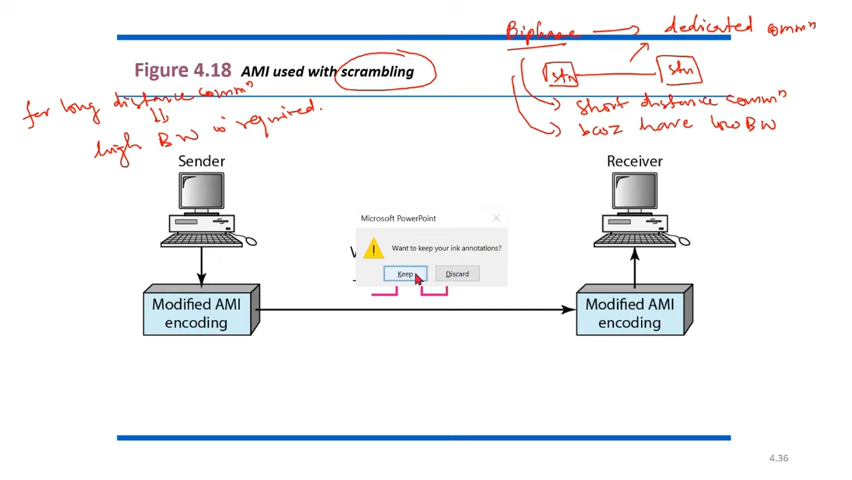 Biphase → dedicated commⁿ
Figure 4.18 AMI used with scrambling
stn stn
for long distance commⁿ
short distance commⁿ
high BW is required.
bcoz have low BW
Sender
Receiver
Microsoft PowerPoint
Want to keep your ink annotations?
Keep Discard
Modified AMI
encoding
Modified AMI
encoding
4.36